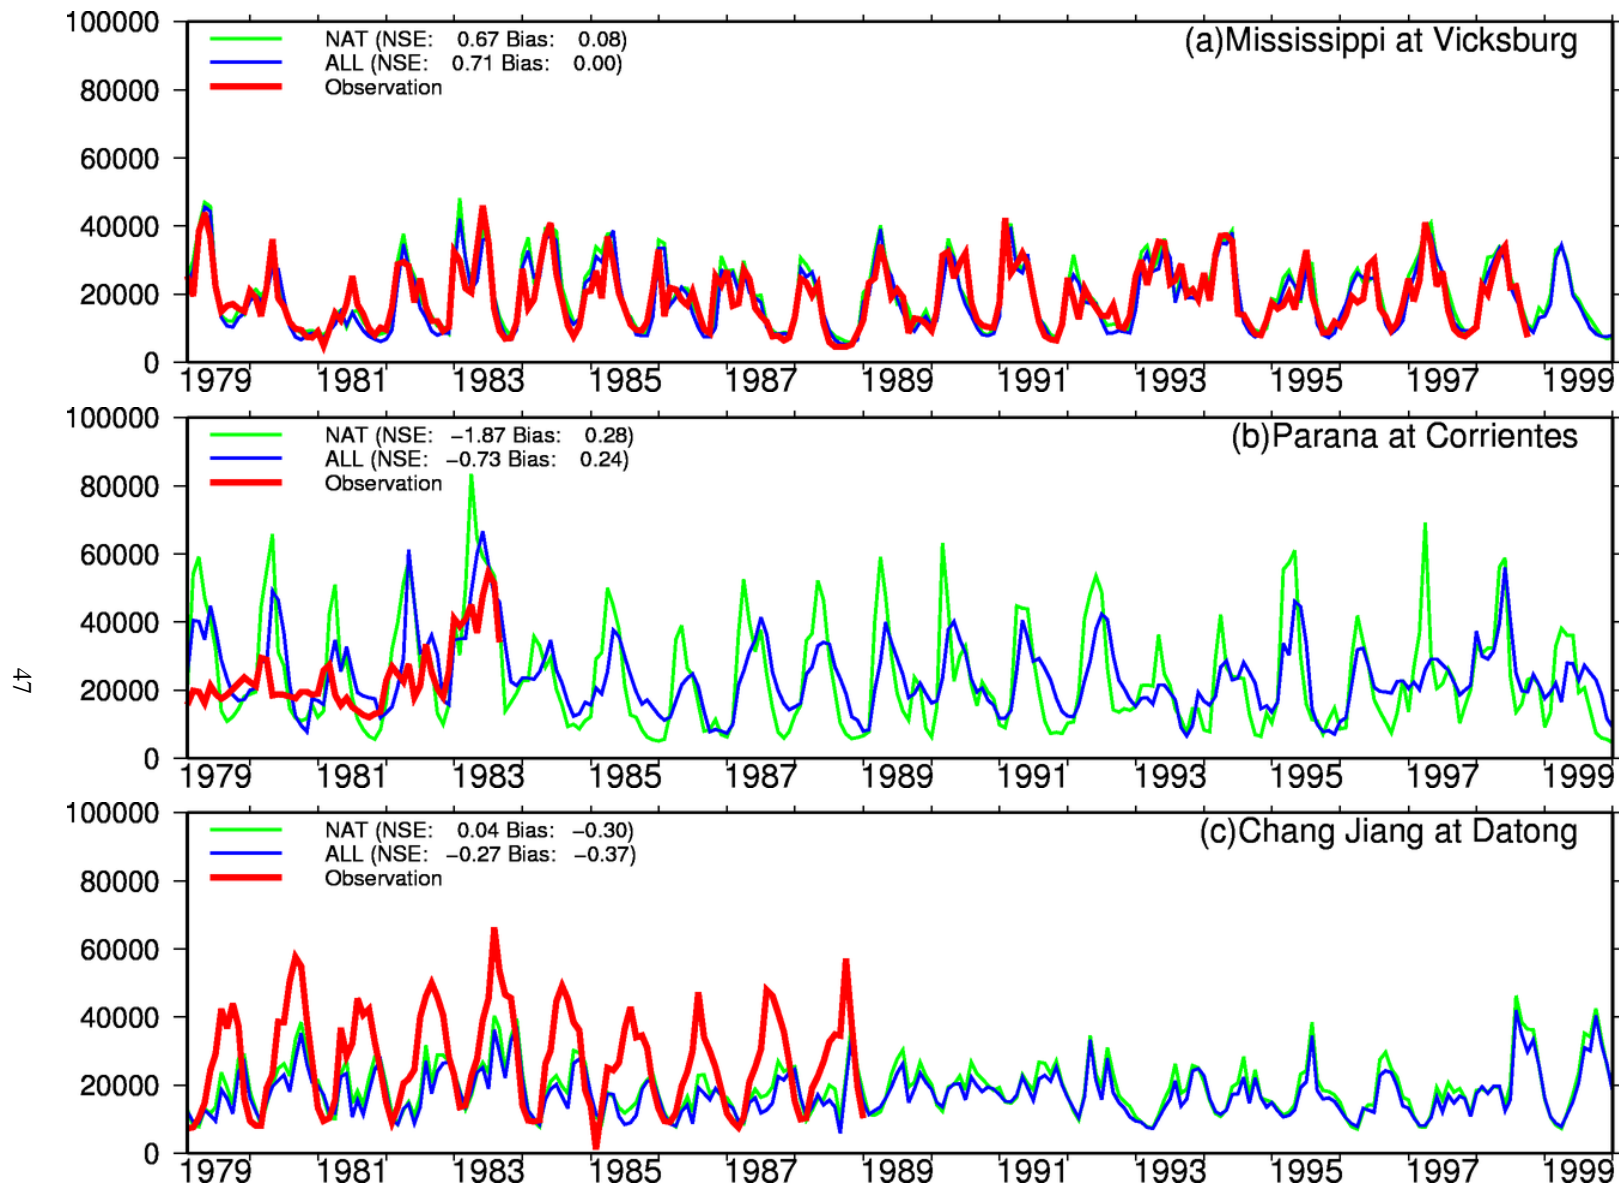 100000
(a)Mississippi at Vicksburg
NAT (NSE: 0.67 Bias: 0.08)
ALL (NSE: 0.71 Bias: 0.00)
Observation
80000
60000
40000
20000
0
1979 1981 1983 1985 1987 1989 1991 1993 1995 1997 1999
100000
(b)Parana at Corrientes
NAT (NSE: −1.87 Bias: 0.28)
ALL (NSE: −0.73 Bias: 0.24)
Observation
80000
60000
40000
20000
0
1979 1981 1983 1985 1987 1989 1991 1993 1995 1997 1999
100000
(c)Chang Jiang at Datong
NAT (NSE: 0.04 Bias: −0.30)
ALL (NSE: −0.27 Bias: −0.37)
Observation
80000
60000
40000
20000
0
1979 1981 1983 1985 1987 1989 1991 1993 1995 1997 1999
47